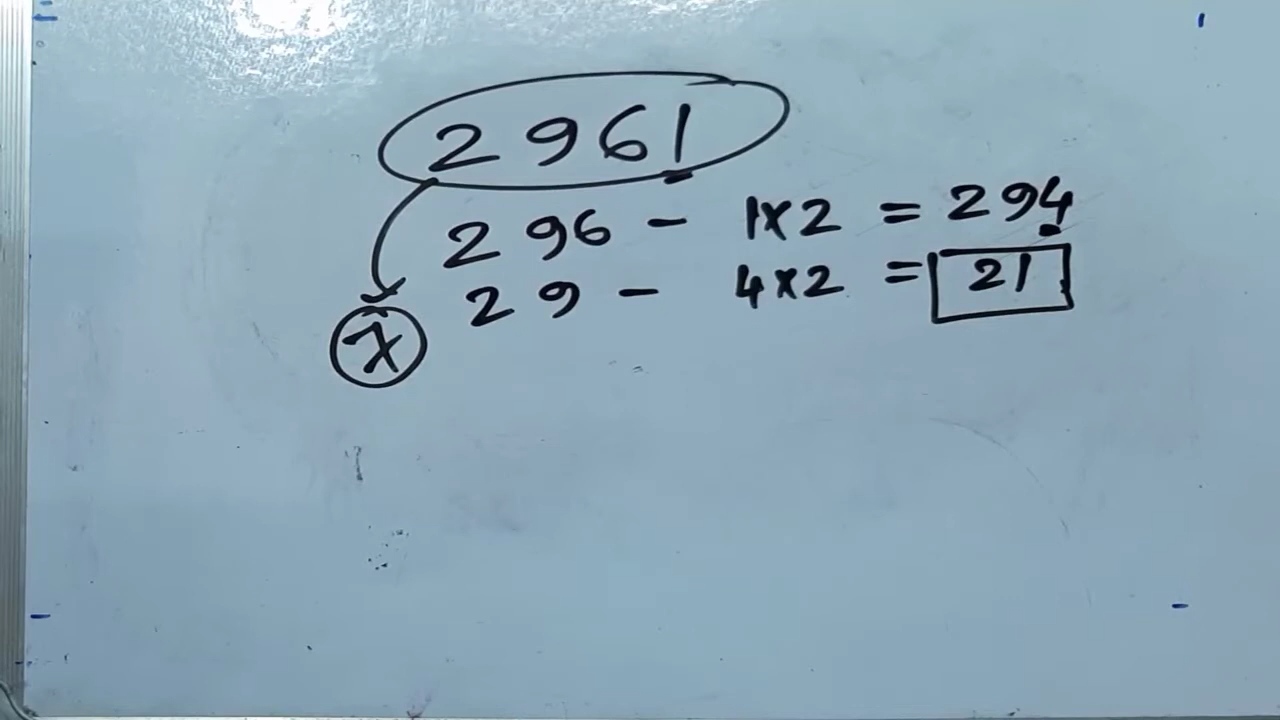 2961
296 - 1x2 = 294
29 - 4x2 = 21
7